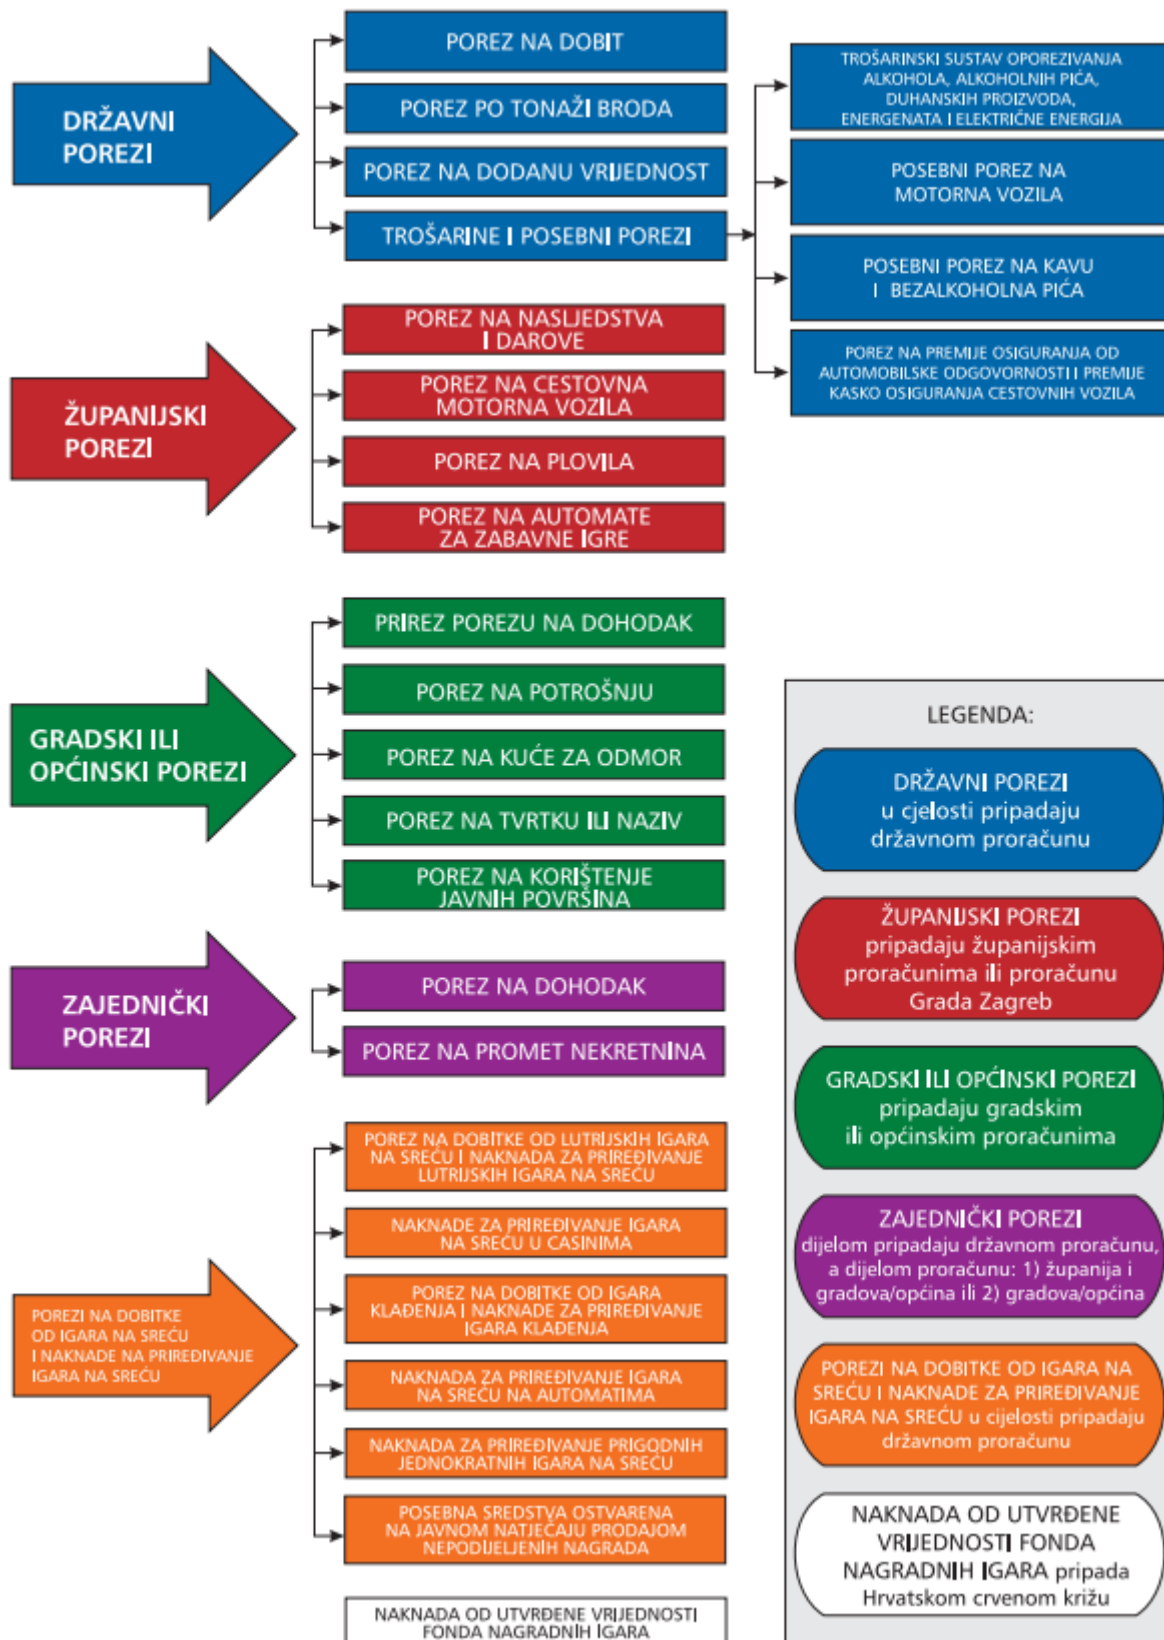 DRŽAVNI
POREZI
POREZ NA DOBIT
POREZ PO TONAŽI BRODA
POREZ NA DODANU VRIJEDNOST
TROŠARINE I POSEBNI POREZI
TROŠARINSKI SUSTAV OPOREZIVANJA
ALKOHOLA, ALKOHOLNIH PIĆA,
DUHANSKIH PROIZVODA,
ENERGENATA I ELEKTRIČNE ENERGIJA
POSEBNI POREZ NA
MOTORNA VOZILA
POSEBNI POREZ NA KAVU
I BEZALKOHOLNA PIĆA
POREZ NA PREMIJE OSIGURANJA OD
AUTOMOBILSKE ODGOVORNOSTI I PREMIJE
KASKO OSIGURANJA CESTOVNIH VOZILA
ŽUPANIJSKI
POREZI
POREZ NA NASLJEDSTVA
I DAROVE
POREZ NA CESTOVNA
MOTORNA VOZILA
POREZ NA PLOVILA
POREZ NA AUTOMATE
ZA ZABAVNE IGRE
GRADSKI ILI
OPĆINSKI POREZI
PRIREZ POREZU NA DOHODAK
POREZ NA POTROŠNJU
POREZ NA KUĆE ZA ODMOR
POREZ NA TVRTKU ILI NAZIV
POREZ NA KORIŠTENJE
JAVNIH POVRŠINA
ZAJEDNIČKI
POREZI
POREZ NA DOHODAK
POREZ NA PROMET NEKRETNINA
POREZI NA DOBITKE
OD IGARA NA SREĆU
I NAKNADE NA PRIREĐIVANJE
IGARA NA SREĆU
POREZ NA DOBITKE OD LUTRIJSKIH IGARA
NA SREĆU I NAKNADA ZA PRIREĐIVANJE
LUTRIJSKIH IGARA NA SREĆU
NAKNADE ZA PRIREĐIVANJE IGARA
NA SREĆU U CASINIMA
POREZ NA DOBITKE OD IGARA
KLAĐENJA I NAKNADE ZA PRIREĐIVANJE
IGARA KLAĐENJA
NAKNADA ZA PRIREĐIVANJE IGARA
NA SREĆU NA AUTOMATIMA
NAKNADA ZA PRIREĐIVANJE PRIGODNIH
JEDNOKRATNIH IGARA NA SREĆU
POSEBNA SREDSTVA OSTVARENA
NA JAVNOM NATJEČAJU PRODAJOM
NEPODIJELJENIH NAGRADA
NAKNADA OD UTVRĐENE VRIJEDNOSTI
FONDA NAGRADNIH IGARA
LEGENDA:
DRŽAVNI POREZI
u cjelosti pripadaju
državnom proračunu
ŽUPANIJSKI POREZI
pripadaju županijskim
proračunima ili proračunu
Grada Zagreb
GRADSKI ILI OPĆINSKI POREZI
pripadaju gradskim
ili općinskim proračunima
ZAJEDNIČKI POREZI
dijelom pripadaju državnom proračunu,
a dijelom proračunu: 1) županija i
gradova/općina ili 2) gradova/općina
POREZI NA DOBITKE OD IGARA NA
SREĆU I NAKNADE ZA PRIREĐIVANJE
IGARA NA SREĆU u cijelosti pripadaju
državnom proračunu
NAKNADA OD UTVRĐENE
VRIJEDNOSTI FONDA
NAGRADNIH IGARA pripada
Hrvatskom crvenom križu